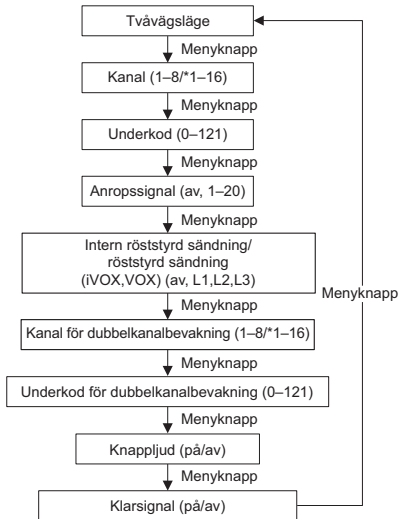 Tvåvägsläge
Menyknapp
Kanal (1–8/*1–16)
Menyknapp
Underkod (0–121)
Menyknapp
Anropssignal (av, 1–20)
Menyknapp
Intern röststyrd sändning/
röststyrd sändning
(iVOX,VOX) (av, L1,L2,L3)
Menyknapp
Menyknapp
Kanal för dubbelkanalbevakning (1–8/*1–16)
Menyknapp
Underkod för dubbelkanalbevakning (0–121)
Menyknapp
Knappljud (på/av)
Menyknapp
Klarsignal (på/av)